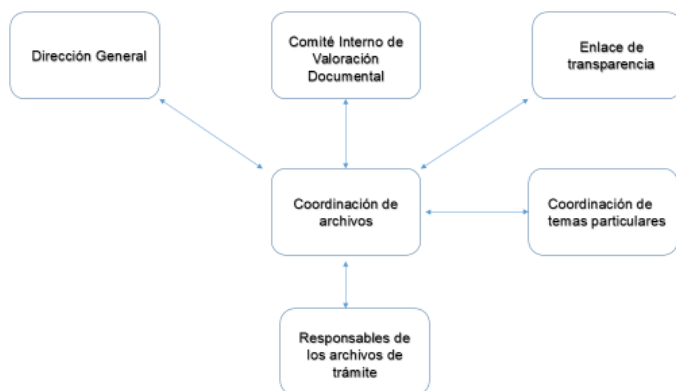 Dirección General
Comité Interno de
Valoración
Documental
Enlace de
transparencia
Coordinación de
archivos
Coordinación de
temas particulares
Responsables de
los archivos de
trámite